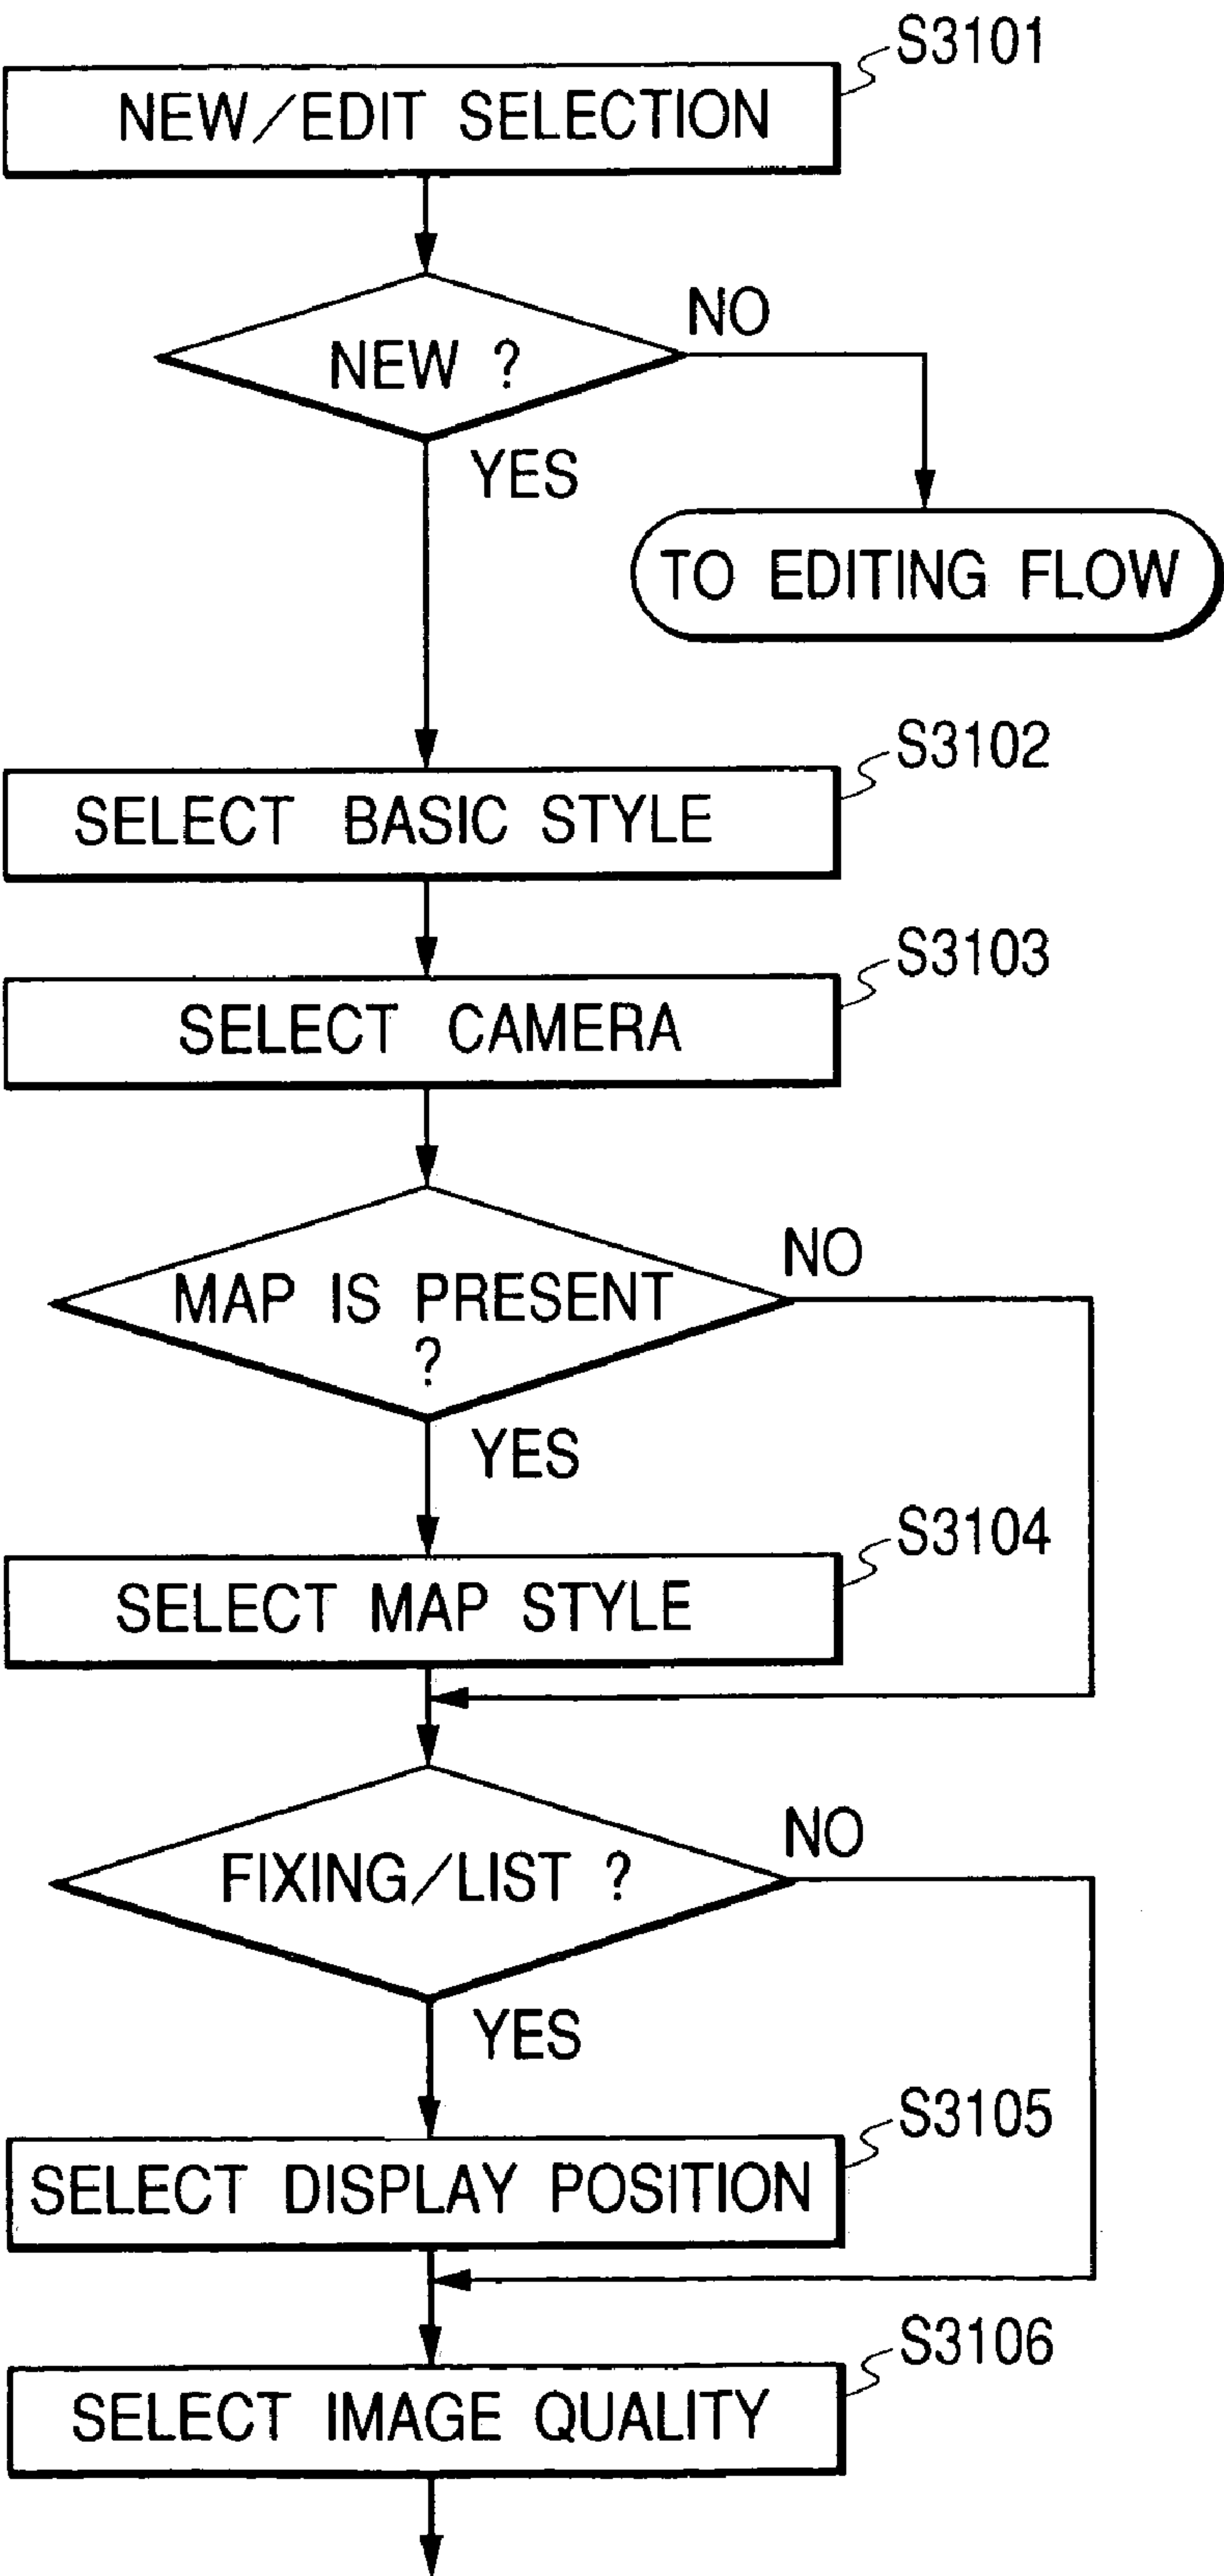 S3101
NEW/EDIT SELECTION
NEW ?
NO
YES
TO EDITING FLOW
S3102
SELECT BASIC STYLE
S3103
SELECT CAMERA
MAP IS PRESENT
?
NO
YES
S3104
SELECT MAP STYLE
FIXING/LIST ?
NO
YES
S3105
SELECT DISPLAY POSITION
S3106
SELECT IMAGE QUALITY